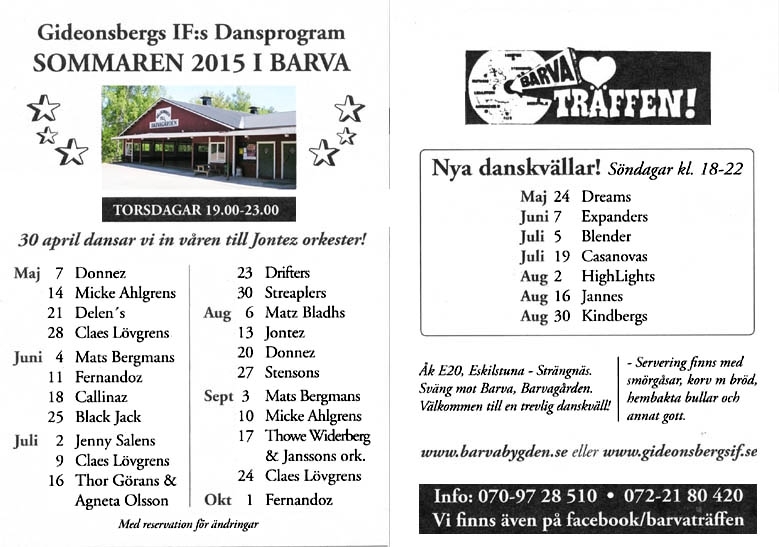 Gideonsbergs IF:s Dansprogram
SOMMAREN 2015 I BARVA
TORSDAGAR 19.00-23.00
30 april dansar vi in våren till Jontez orkester!
Maj 7 Donnez
14 Micke Ahlgrens
21 Delen´s
28 Claes Lövgrens
Juni 4 Mats Bergmans
11 Fernandoz
18 Callinaz
25 Black Jack
Juli 2 Jenny Salens
9 Claes Lövgrens
16 Thor Görans &
Agneta Olsson
23 Drifters
30 Streaplers
Aug 6 Matz Bladhs
13 Jontez
20 Donnez
27 Stensons
Sept 3 Mats Bergmans
10 Micke Ahlgrens
17 Thowe Widerberg
& Janssons ork.
24 Claes Lövgrens
Okt 1 Fernandoz
Med reservation för ändringar
BARVA
TRÄFFEN!
Nya danskvällar! Söndagar kl. 18-22
Maj 24 Dreams
Juni 7 Expanders
Juli 5 Blender
Juli 19 Casanovas
Aug 2 HighLights
Aug 16 Jannes
Aug 30 Kindbergs
Åk E20, Eskilstuna - Strängnäs.
Sväng mot Barva, Barvagården.
Välkommen till en trevlig danskväll!
- Servering finns med
smörgåsar, korv m bröd,
hembakta bullar och
annat gott.
www.barvabygden.se eller www.gideonsbergsif.se
Info: 070-97 28 510 • 072-21 80 420
Vi finns även på facebook/barvaträffen